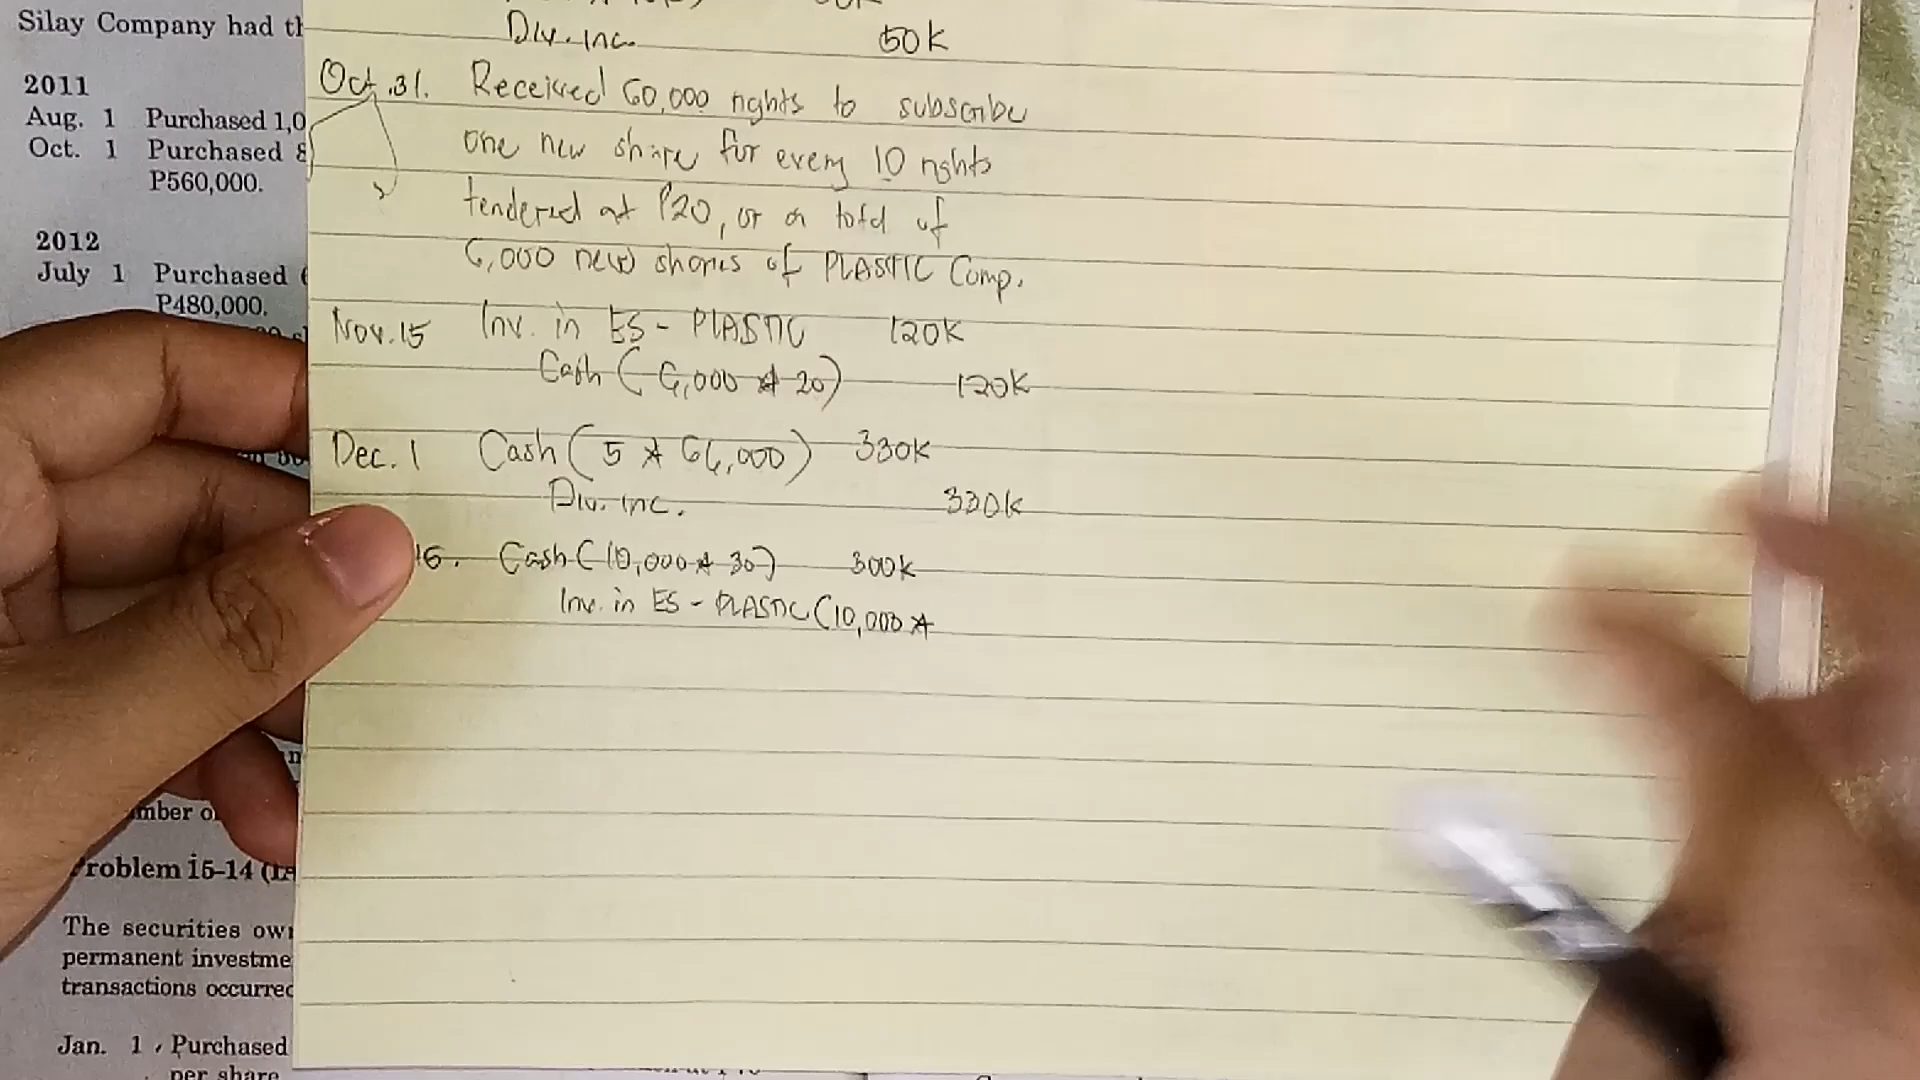 Silay Company had th
2011
Aug. 1 Purchased 1,0
Oct. 1 Purchased 8
P560,000.
2012
July 1 Purchased 6
P480,000.
mber o
Problem 15-14 (
The securities own
permanent investme
transactions occurred
Jan. 1 Purchased
per share
Div. Inc. 50K
Oct. 31. Received 60,000 rights to subscribe
one new share for every 10 rights
tendered at P20, or a total of
6,000 new shares of PLASTIC Comp.
Nov. 15 Inv. in ES - PLASTIC 120K
Cash (6,000 * 20) 120K
Dec. 1 Cash (5 * 66,000) 330K
Div. Inc. 330K
16. Cash (10,000 * 30) 300K
Inv. in ES - PLASTIC (10,000 *